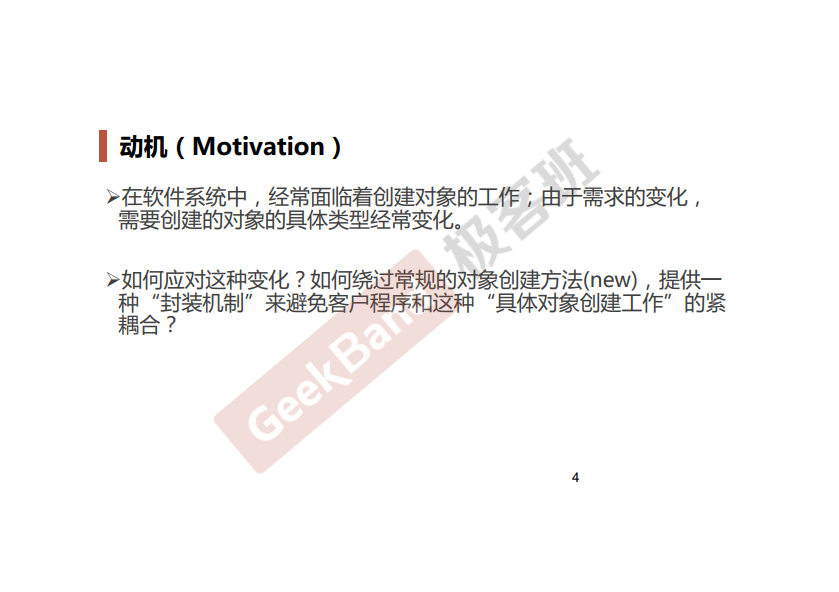 动机（Motivation）
➢在软件系统中，经常面临着创建对象的工作；由于需求的变化，
需要创建的对象的具体类型经常变化。
➢如何应对这种变化？如何绕过常规的对象创建方法(new)，提供一
种“封装机制”来避免客户程序和这种“具体对象创建工作”的紧
耦合？
GeekBand 极客班
4